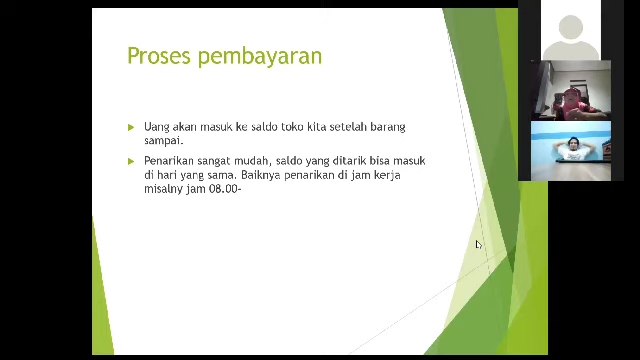 Proses pembayaran
Uang akan masuk ke saldo toko kita setelah barang
sampai.
Penarikan sangat mudah, saldo yang ditarik bisa masuk
di hari yang sama. Baiknya penarikan di jam kerja
misalny jam 08.00-